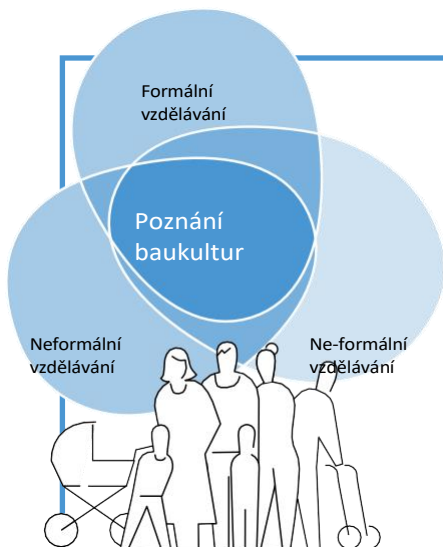 Formální
vzdělávání
Poznání
baukultur
Neformální
vzdělávání
Ne-formální
vzdělávání